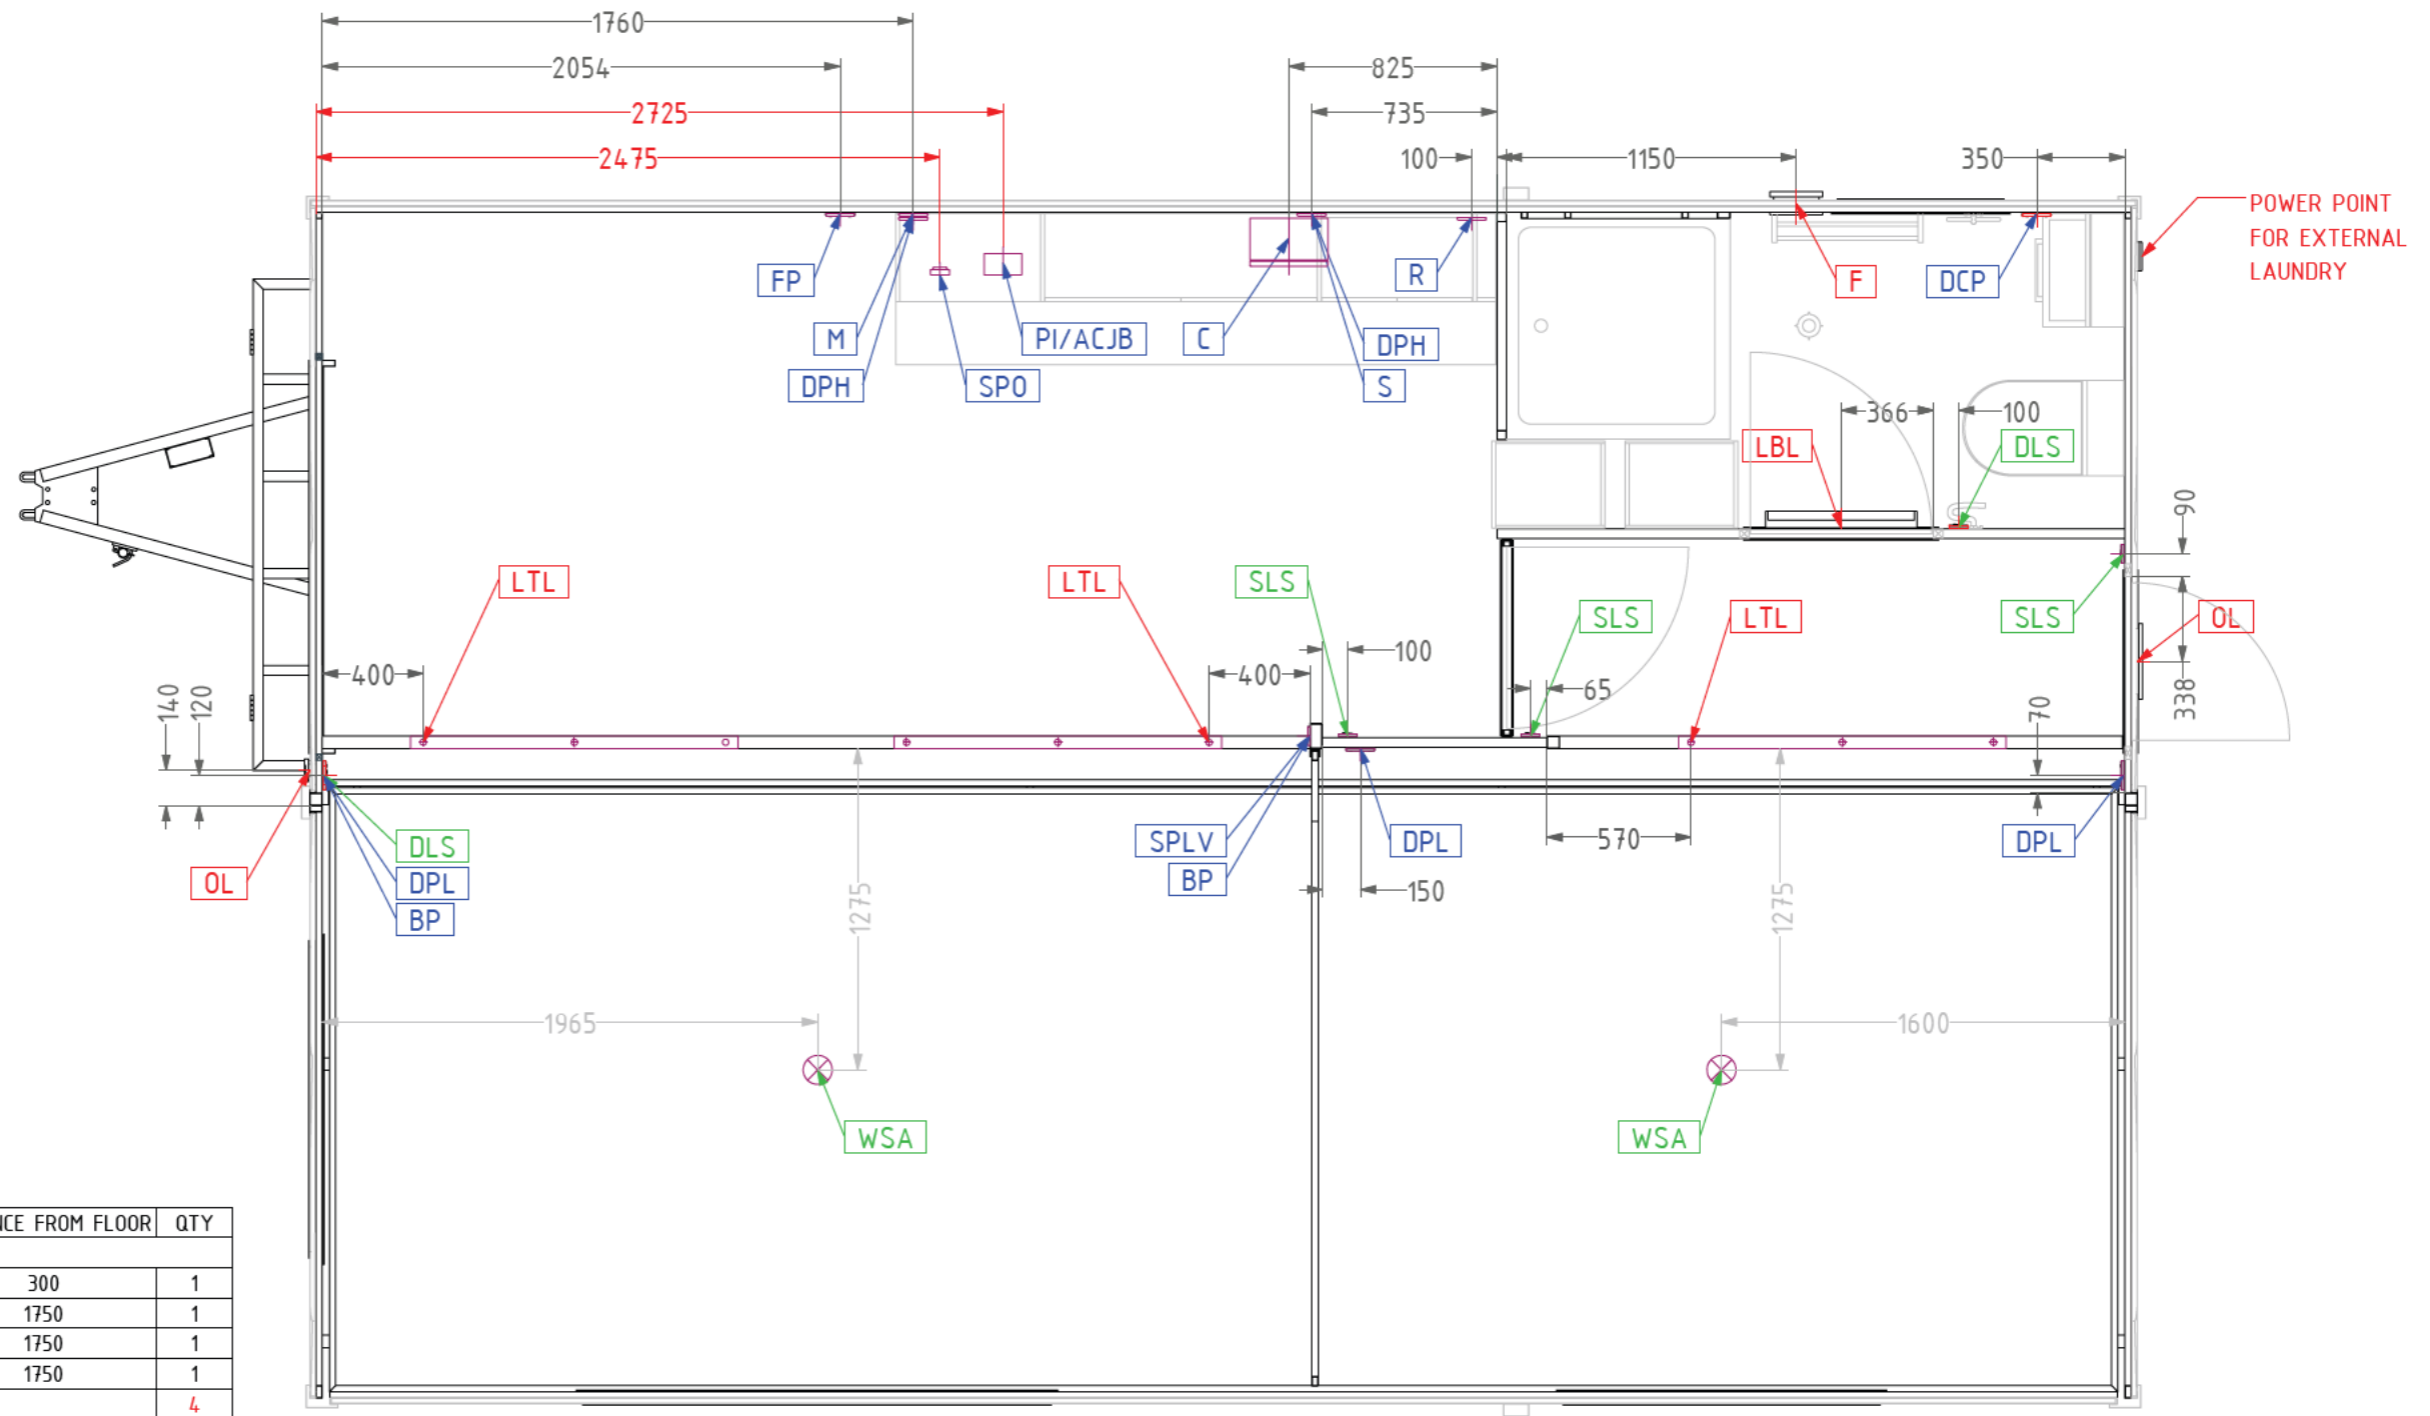 1760
2054
825
2725
735
2475
100
1150
350
POWER POINT
FOR EXTERNAL
LAUNDRY
FP
R
F
DCP
M
PI/ACJB
C
DPH
DPH
SPO
S
366
100
LBL
DLS
90
LTL
LTL
SLS
SLS
LTL
SLS
OL
100
400
400
65
140
120
338
70
DLS
SPLV
DPL
570
DPL
OL
DPL
BP
150
BP
1275
1275
1965
1600
WSA
WSA
NCE FROM FLOOR QTY
300 1
1750 1
1750 1
1750 1
4